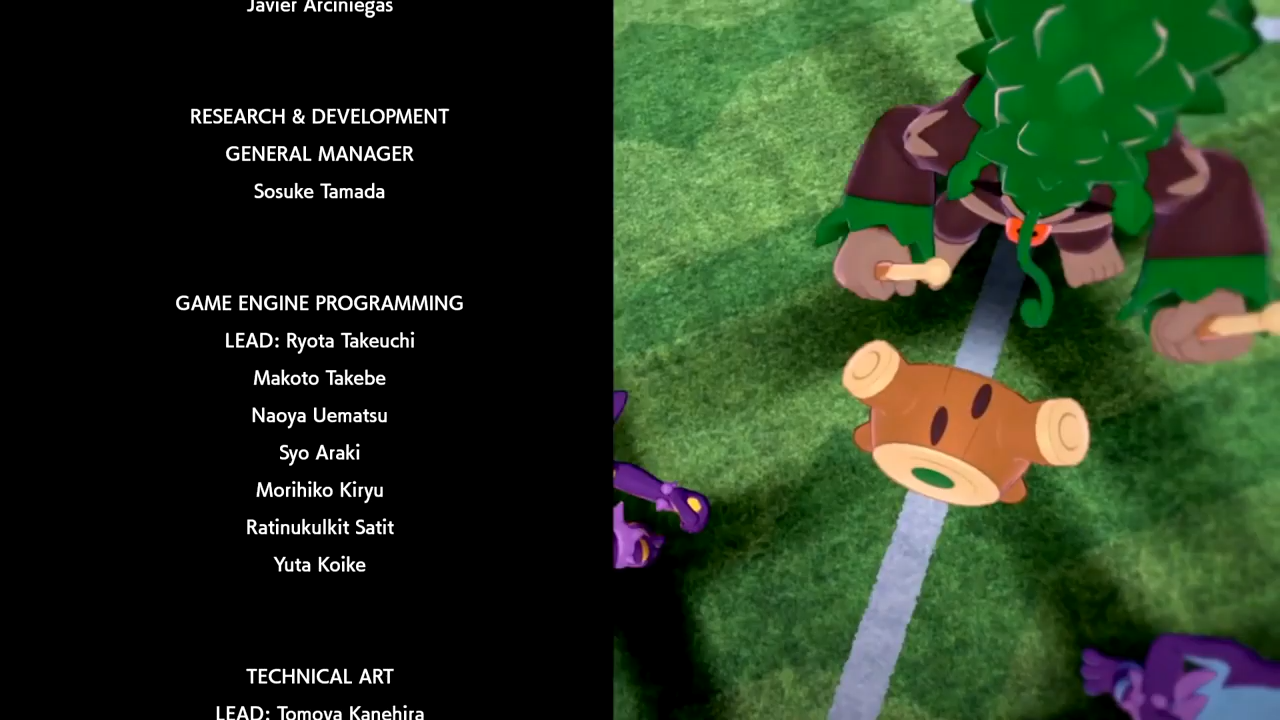 Javier Arciniegas
RESEARCH & DEVELOPMENT
GENERAL MANAGER
Sosuke Tamada
GAME ENGINE PROGRAMMING
LEAD: Ryota Takeuchi
Makoto Takebe
Naoya Uematsu
Syo Araki
Morihiko Kiryu
Ratinukulkit Satit
Yuta Koike
TECHNICAL ART
LEAD: Tomoya Kanehira